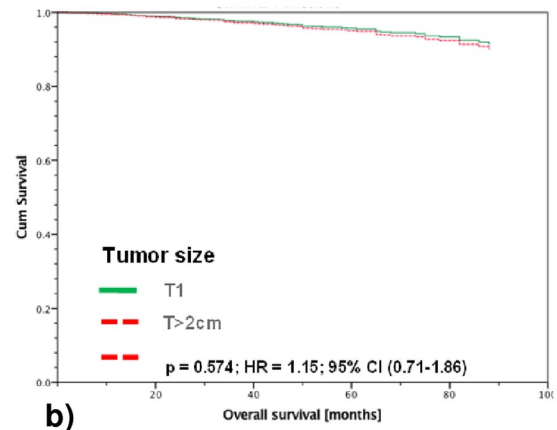 1.0
0.8
0.6
0.4
0.2
0.0
Cum Survival
Tumor size
T1
T>2cm
p = 0.574; HR = 1.15; 95% CI (0.71-1.86)
20 40 60 80 100
Overall survival [months]
b)